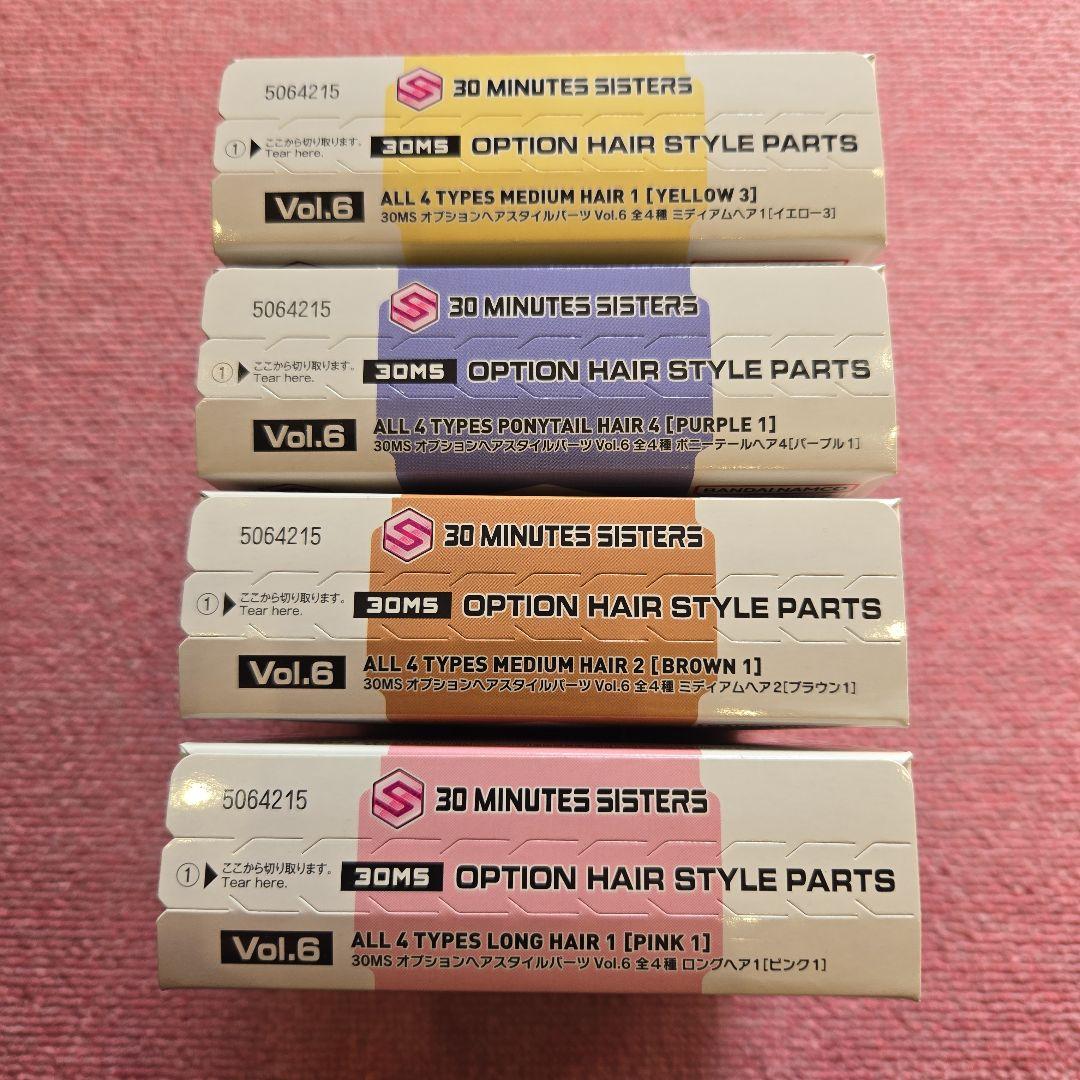 5064215
30 MINUTES SISTERS
① ▶ ここから切り取ります。
Tear here.
30MS OPTION HAIR STYLE PARTS
Vol.6
ALL 4 TYPES MEDIUM HAIR 1 [YELLOW 3]
30MS オプションヘアスタイルパーツ Vol.6 全4種 ミディアムヘア1[イエロー3]
5064215
30 MINUTES SISTERS
① ▶ ここから切り取ります。
Tear here.
30MS OPTION HAIR STYLE PARTS
Vol.6
ALL 4 TYPES PONYTAIL HAIR 4 [PURPLE 1]
30MS オプションヘアスタイルパーツ Vol.6 全4種 ポニーテールヘア4[パープル1]
BANDAI NAMCO
5064215
30 MINUTES SISTERS
① ▶ ここから切り取ります。
Tear here.
30MS OPTION HAIR STYLE PARTS
Vol.6
ALL 4 TYPES MEDIUM HAIR 2 [BROWN 1]
30MS オプションヘアスタイルパーツ Vol.6 全4種 ミディアムヘア2[ブラウン1]
5064215
30 MINUTES SISTERS
① ▶ ここから切り取ります。
Tear here.
30MS OPTION HAIR STYLE PARTS
Vol.6
ALL 4 TYPES LONG HAIR 1 [PINK 1]
30MS オプションヘアスタイルパーツ Vol.6 全4種 ロングヘア1[ピンク1]